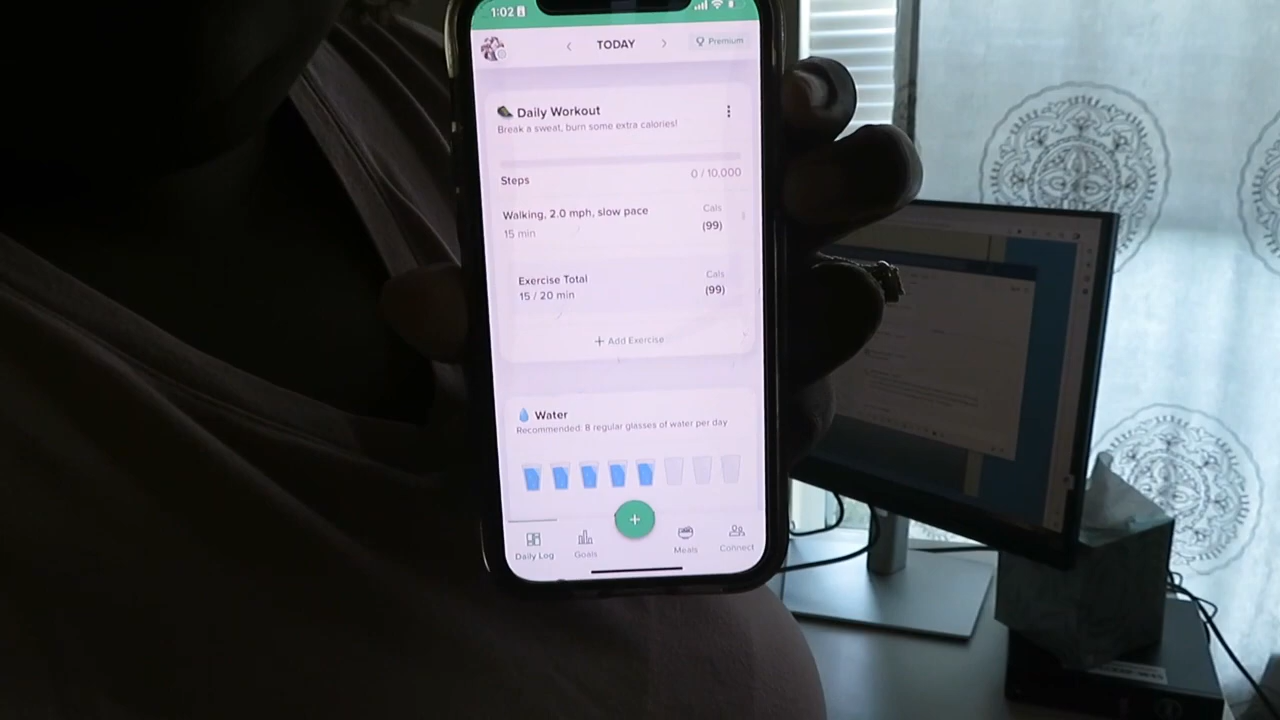 1:02
TODAY
Premium
Daily Workout
Break a sweat, burn some extra calories!
Steps 0 / 10,000
Walking, 2.0 mph, slow pace Cals
15 min (99)
Exercise Total Cals
15 / 20 min (99)
+ Add Exercise
Water
Recommended: 8 regular glasses of water per day
+
Daily Log Goals Meals Connect